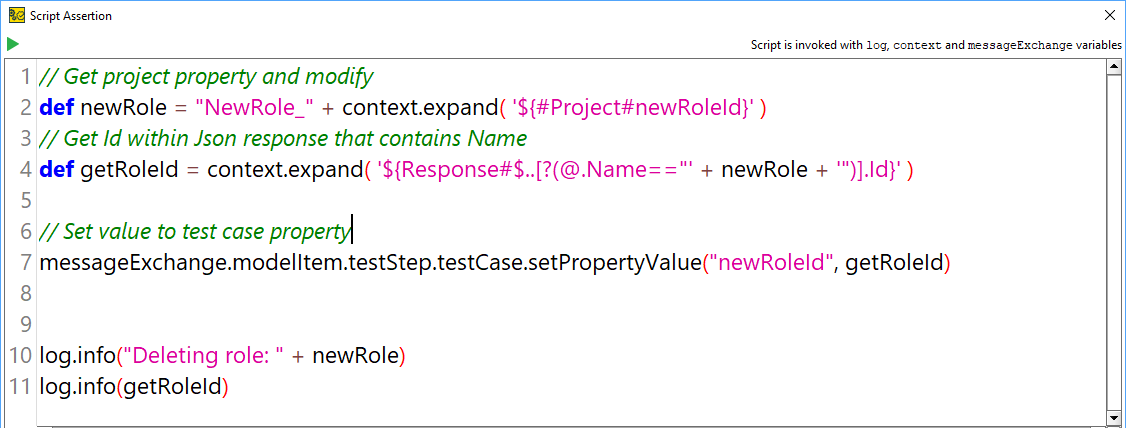 Script Assertion
Script is invoked with log, context and messageExchange variables
1 // Get project property and modify
2 def newRole = "NewRole_" + context.expand( '${#Project#newRoleId}' )
3 // Get Id within Json response that contains Name
4 def getRoleId = context.expand( '${Response#$..[?(@.Name=="' + newRole + '")].Id}' )
5
6 // Set value to test case property
7 messageExchange.modelItem.testStep.testCase.setPropertyValue("newRoleId", getRoleId)
8
9
10 log.info("Deleting role: " + newRole)
11 log.info(getRoleId)